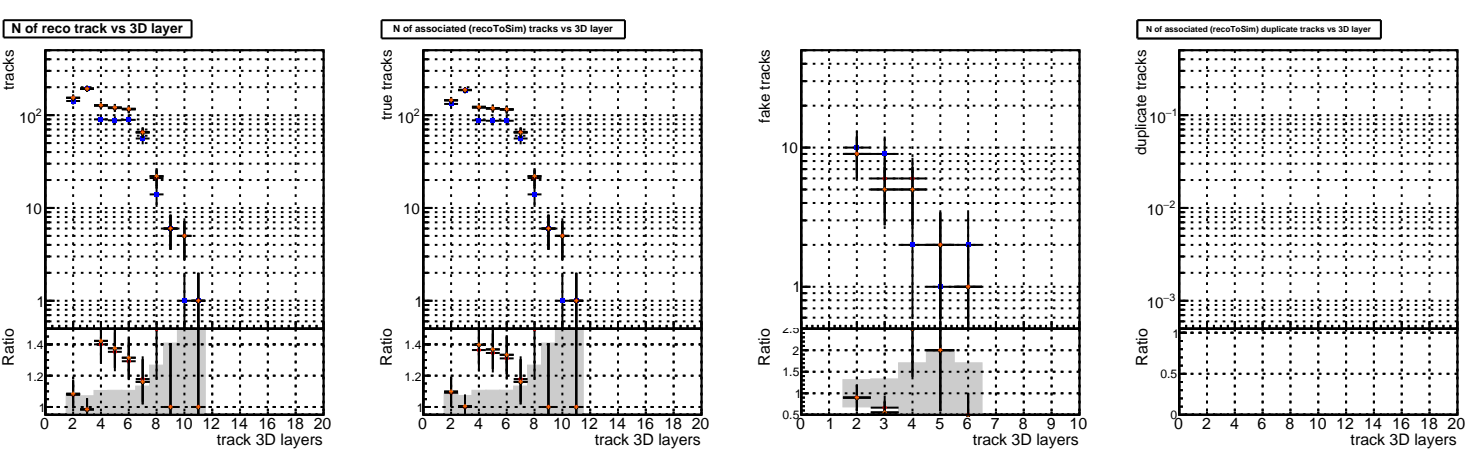 N of reco track vs 3D layer
tracks
10²
10
1
Ratio
1.4
1.2
1
0 2 4 6 8 10 12 14 16 18 20
track 3D layers
N of associated (recoToSim) tracks vs 3D layer
true tracks
10²
10
1
Ratio
1.4
1.2
1
0 2 4 6 8 10 12 14 16 18 20
track 3D layers
fake tracks
10
1
Ratio
2.5
2
1.5
1
0.5
0 1 2 3 4 5 6 7 8 9 10
track 3D layers
N of associated (recoToSim) duplicate tracks vs 3D layer
duplicate tracks
10⁻¹
10⁻²
10⁻³
Ratio
1
0.5
0
0 2 4 6 8 10 12 14 16 18 20
track 3D layers